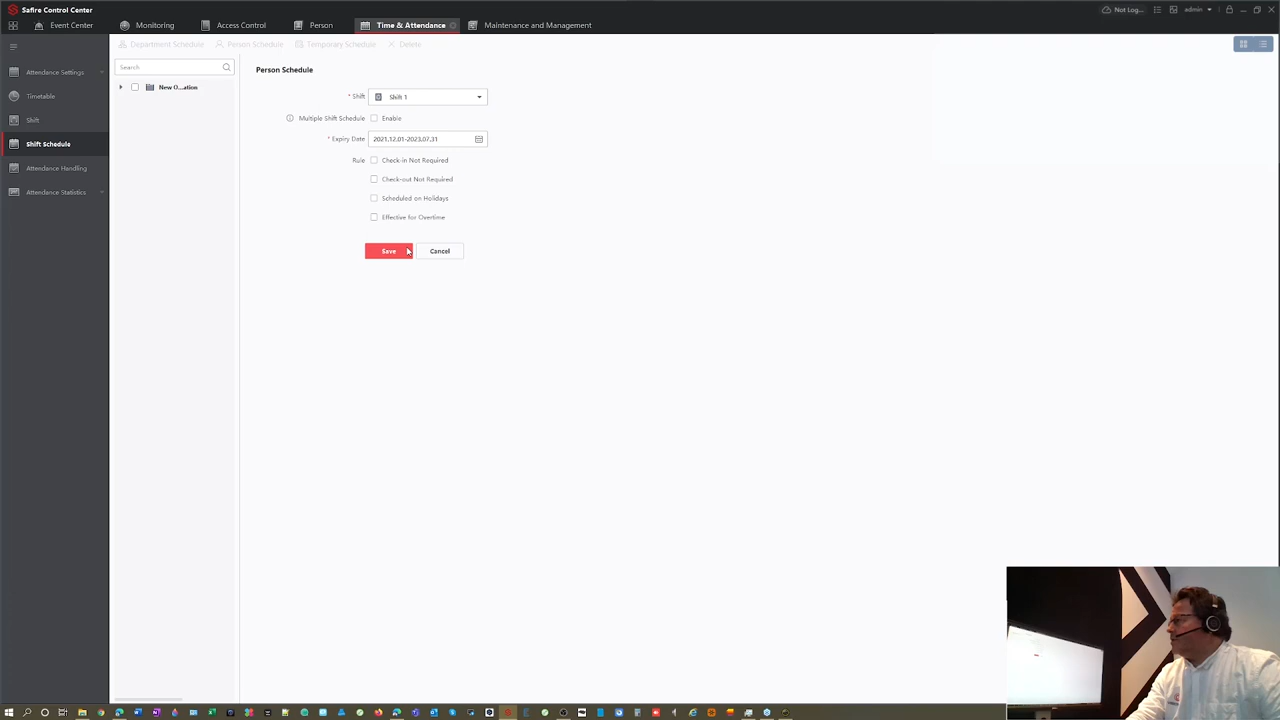 Safire Control Center
Not Log... admin
Event Center Monitoring Access Control Person Time & Attendance Maintenance and Management
Department Schedule Person Schedule Temporary Schedule Delete
Attendance Settings
Timetable
Shift
Shift Schedule
Attendance Handling
Attendance Statistics
Search
New O...ation
Person Schedule
* Shift Shift 1
Multiple Shift Schedule Enable
* Expiry Date 2021.12.01-2023.07.31
Rule Check-in Not Required
Check-out Not Required
Scheduled on Holidays
Effective for Overtime
Save Cancel